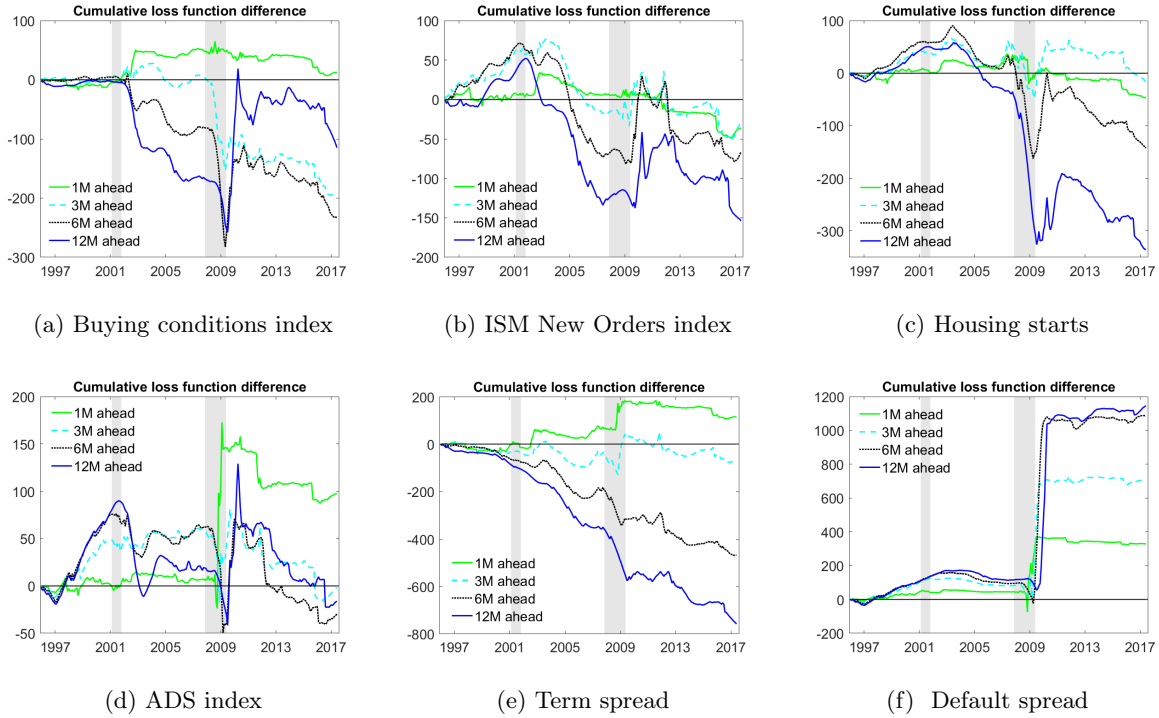 Cumulative loss function difference
100
0
-100
-200
-300
1M ahead
3M ahead
6M ahead
12M ahead
1997 2001 2005 2009 2013 2017
(a) Buying conditions index
Cumulative loss function difference
100
50
0
-50
-100
-150
-200
1M ahead
3M ahead
6M ahead
12M ahead
1997 2001 2005 2009 2013 2017
(b) ISM New Orders index
Cumulative loss function difference
100
0
-100
-200
-300
1M ahead
3M ahead
6M ahead
12M ahead
1997 2001 2005 2009 2013 2017
(c) Housing starts
Cumulative loss function difference
200
150
100
50
0
-50
1M ahead
3M ahead
6M ahead
12M ahead
1997 2001 2005 2009 2013 2017
(d) ADS index
Cumulative loss function difference
200
0
-200
-400
-600
-800
1M ahead
3M ahead
6M ahead
12M ahead
1997 2001 2005 2009 2013 2017
(e) Term spread
Cumulative loss function difference
1200
1000
800
600
400
200
0
-200
1M ahead
3M ahead
6M ahead
12M ahead
1997 2001 2005 2009 2013 2017
(f) Default spread